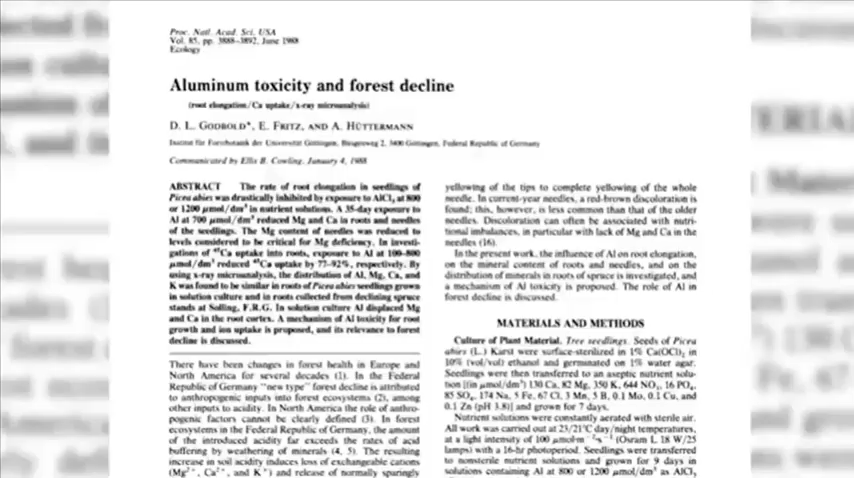 Proc. Natl. Acad. Sci. USA
Vol. 85, pp. 3888-3892, June 1988
Ecology
Aluminum toxicity and forest decline
(root elongation/Ca uptake/x-ray microanalysis)
D. L. GODBOLD*, E. FRITZ, AND A. HÜTTERMANN
Institut für Forstbotanik der Universität Göttingen, Büsgenweg 2, 3400 Göttingen, Federal Republic of Germany
Communicated by Ellis B. Cowling, January 4, 1988
ABSTRACT The rate of root elongation in seedlings of
Picea abies was drastically inhibited by exposure to AlCl₃ at 800
or 1200 μmol/dm³ in nutrient solutions. A 35-day exposure to
Al at 700 μmol/dm³ reduced Mg and Ca in roots and needles
of the seedlings. The Mg content of needles was reduced to
levels considered to be critical for Mg deficiency. In investi-
gations of ⁴⁵Ca uptake into roots, exposure to Al at 100-800
μmol/dm³ reduced ⁴⁵Ca uptake by 77-92%, respectively. By
using x-ray microanalysis, the distribution of Al, Mg, Ca, and
K was found to be similar in roots of Picea abies seedlings grown
in solution culture and in roots collected from declining spruce
stands at Solling, F.R.G. In solution culture Al displaced Mg
and Ca in the root cortex. A mechanism of Al toxicity for root
growth and ion uptake is proposed, and its relevance to forest
decline is discussed.
There have been changes in forest health in Europe and
North America for several decades (1). In the Federal
Republic of Germany "new type" forest decline is attributed
to anthropogenic inputs into forest ecosystems (2), among
other inputs to acidity. In North America the role of anthro-
pogenic factors cannot be clearly defined (3). In forest
ecosystems in the Federal Republic of Germany, the amount
of the introduced acidity far exceeds the rates of acid
buffering by weathering of minerals (4, 5). The resulting
increase in soil acidity induces loss of exchangeable cations
(Mg²⁺, Ca²⁺, and K⁺) and release of normally sparingly
yellowing of the tips to complete yellowing of the whole
needle. In current-year needles, a red-brown discoloration is
found; this, however, is less common than that of the older
needles. Discoloration can often be associated with nutri-
tional imbalances, in particular with lack of Mg and Ca in the
needles (16).
In the present work, the influence of Al on root elongation,
on the mineral content of roots and needles, and on the
distribution of minerals in roots of spruce is investigated, and
a mechanism of Al toxicity is proposed. The role of Al in
forest decline is discussed.
MATERIALS AND METHODS
Culture of Plant Material. Tree seedlings. Seeds of Picea
abies (L.) Karst were surface-sterilized in 1% Ca(OCl)₂ in
10% (vol/vol) ethanol and germinated on 1% water agar.
Seedlings were then transferred to an aseptic nutrient solu-
tion [(in μmol/dm³) 130 Ca, 82 Mg, 350 K, 644 NO₃, 16 PO₄,
85 SO₄, 174 Na, 5 Fe, 67 Cl, 3 Mn, 5 B, 0.1 Mo, 0.1 Cu, and
0.1 Zn (pH 3.8)] and grown for 7 days.
Nutrient solutions were constantly aerated with sterile air.
All work was carried out at 23/21°C day/night temperatures,
at a light intensity of 100 μmol·m⁻²·s⁻¹ (Osram L 18 W/25
lamps) with a 16-hr photoperiod. Seedlings were transferred
to nonsterile nutrient solutions and grown for 9 days in
solutions containing Al at 800 or 1200 μmol/dm³ as AlCl₃